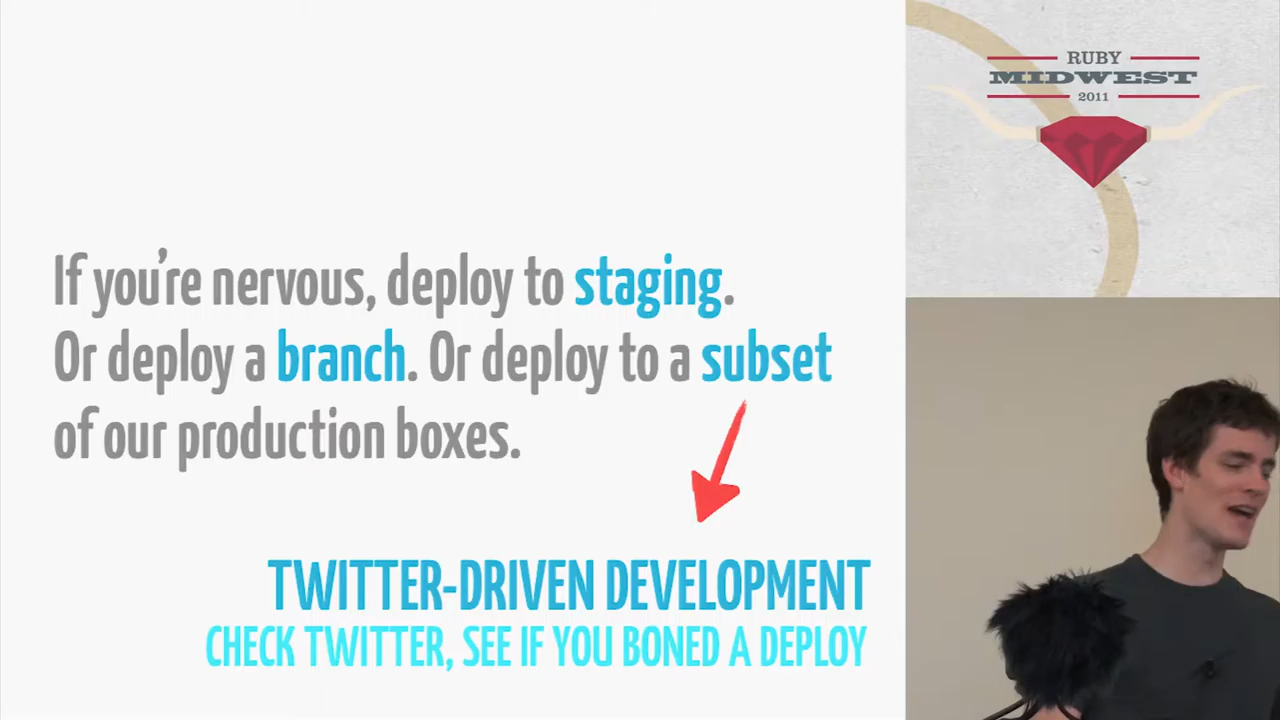 If you're nervous, deploy to staging.
Or deploy a branch. Or deploy to a subset
of our production boxes.
TWITTER-DRIVEN DEVELOPMENT
CHECK TWITTER, SEE IF YOU BONED A DEPLOY
RUBY
MIDWEST
2011